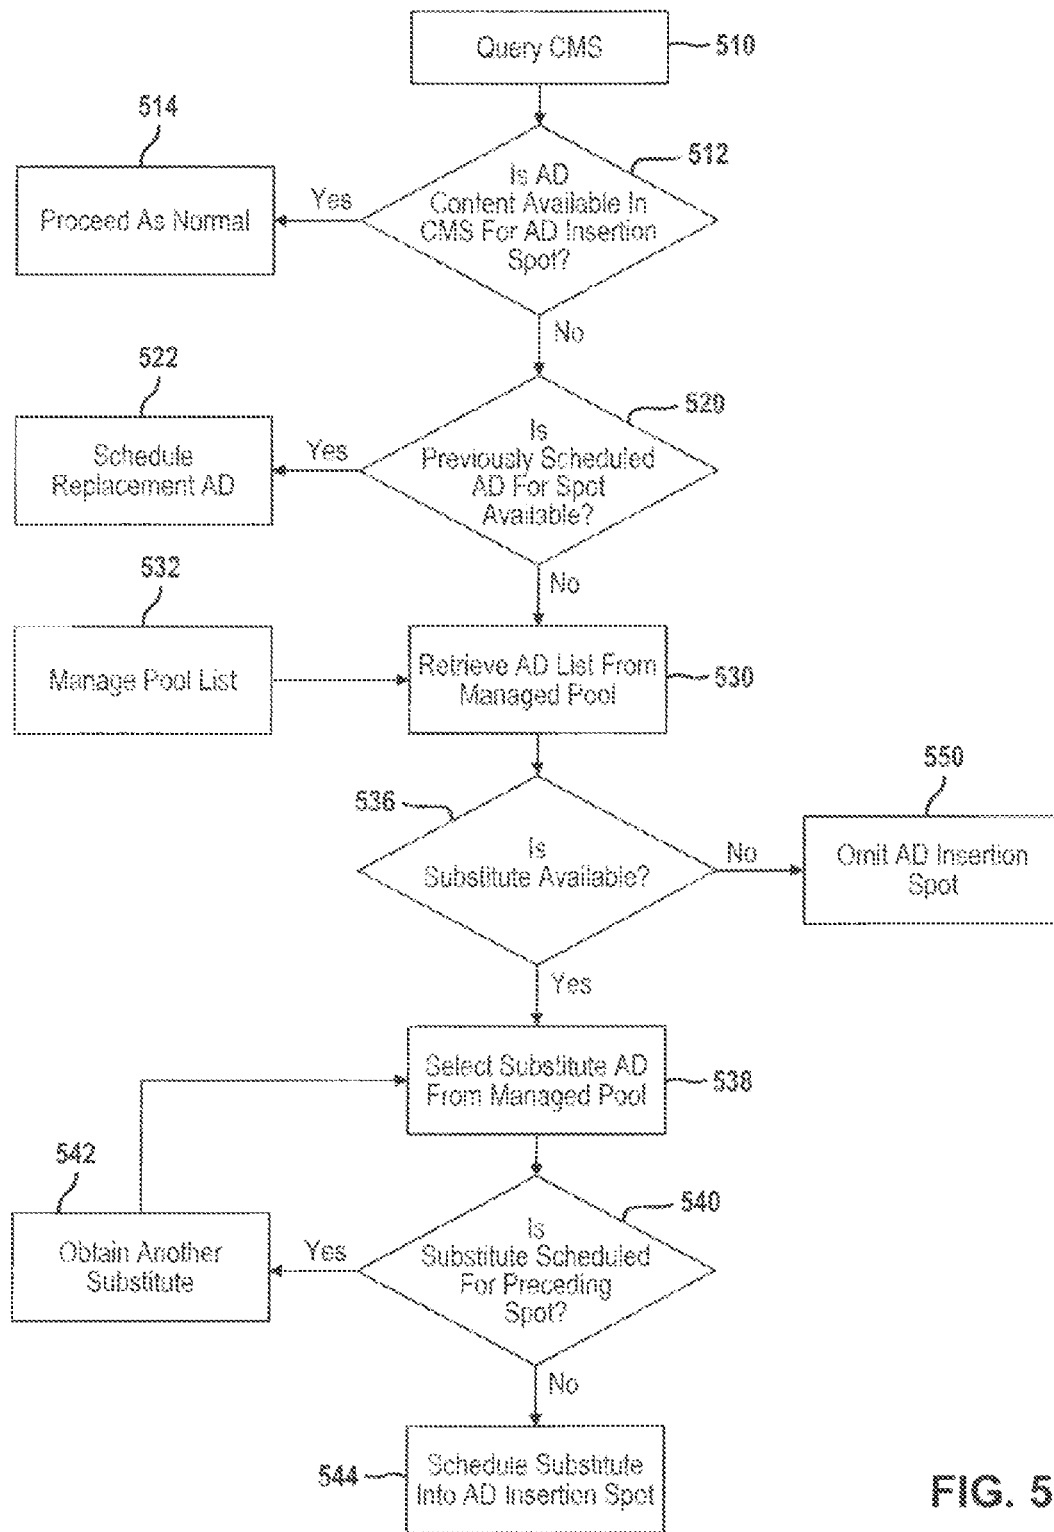 Query CMS
510
514
512
Is AD
Content Available In
CMS For AD Insertion
Spot?
Yes
Proceed As Normal
No
522
520
Is
Previously Scheduled
AD For Spot
Available?
Yes
Schedule
Replacement AD
No
532
Manage Pool List
Retrieve AD List From
Managed Pool
530
550
536
Is
Substitute Available?
No
Omit AD Insertion
Spot
Yes
Select Substitute AD
From Managed Pool
538
542
540
Is
Substitute Scheduled
For Preceding
Spot?
Yes
Obtain Another
Substitute
No
544
Schedule Substitute
Into AD Insertion Spot
FIG. 5